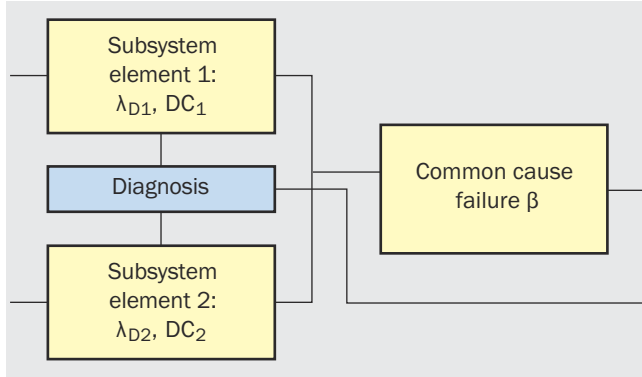 Subsystem
element 1:
λD1, DC1
Diagnosis
Common cause
failure β
Subsystem
element 2:
λD2, DC2